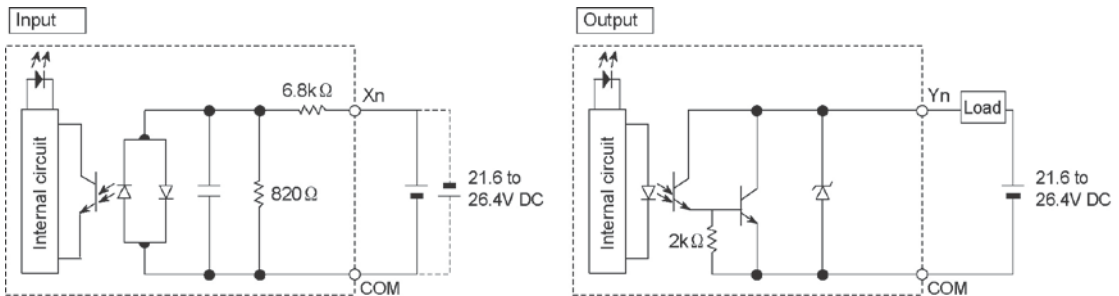 Input
Internal circuit
6.8kΩ
Xn
820Ω
21.6 to
26.4V DC
COM
Output
Internal circuit
2kΩ
Yn
Load
21.6 to
26.4V DC
COM